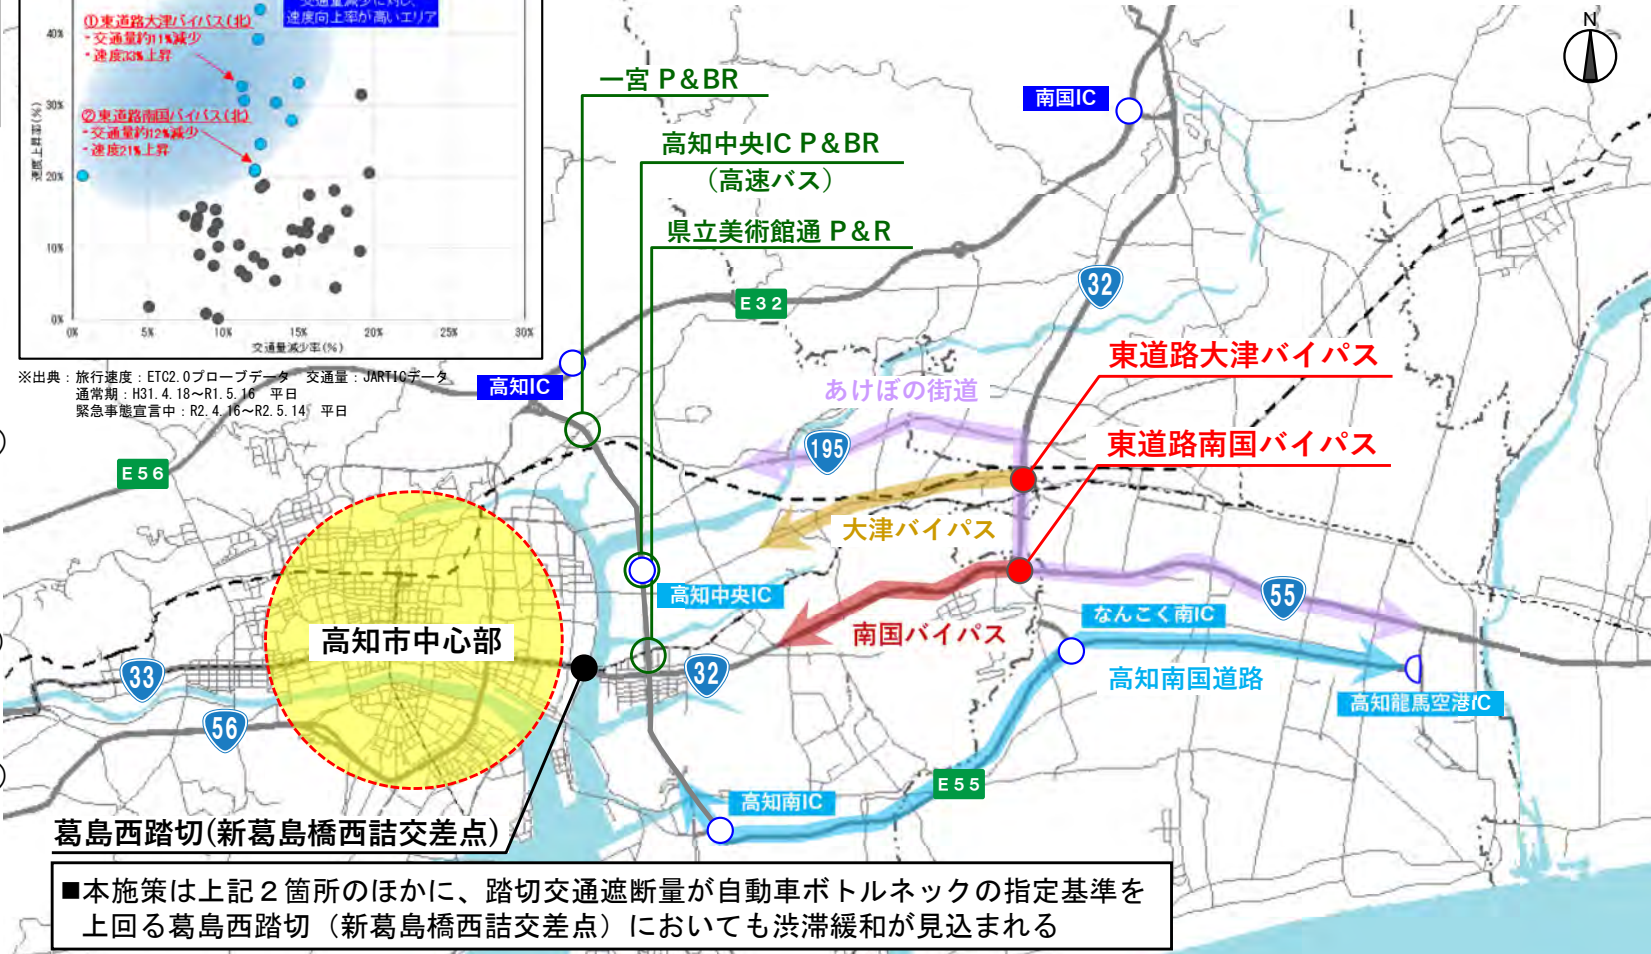 交通量減少に対し、
速度向上率が高いエリア
①東道路大津バイパス(北)
・交通量約11%減少
・速度33%上昇
②東道路南国バイパス(北)
・交通量約12%減少
・速度21%上昇
速度上昇率(%)
40%
30%
20%
10%
0%
0%
5%
10%
15%
20%
25%
30%
交通量減少率(%)
※出典：旅行速度：ETC2.0プローブデータ　交通量：JARTICデータ
通常期：H31.4.18～R1.5.16　平日
緊急事態宣言中：R2.4.16～R2.5.14　平日
N
一宮 P＆BR
高知中央IC P＆BR
（高速バス）
県立美術館通 P＆R
南国IC
E32
32
高知IC
東道路大津バイパス
あけぼの街道
195
東道路南国バイパス
E56
大津バイパス
高知中央IC
55
なんこく南IC
南国バイパス
高知市中心部
32
33
高知南国道路
高知龍馬空港IC
56
E55
高知南IC
葛島西踏切(新葛島橋西詰交差点)
■本施策は上記２箇所のほかに、踏切交通遮断量が自動車ボトルネックの指定基準を
上回る葛島西踏切（新葛島橋西詰交差点）においても渋滞緩和が見込まれる